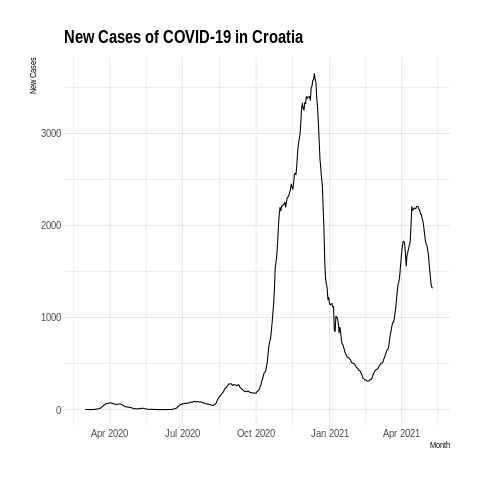 New Cases of COVID-19 in Croatia
New Cases
3000
2000
1000
0
Apr 2020 Jul 2020 Oct 2020 Jan 2021 Apr 2021
Month